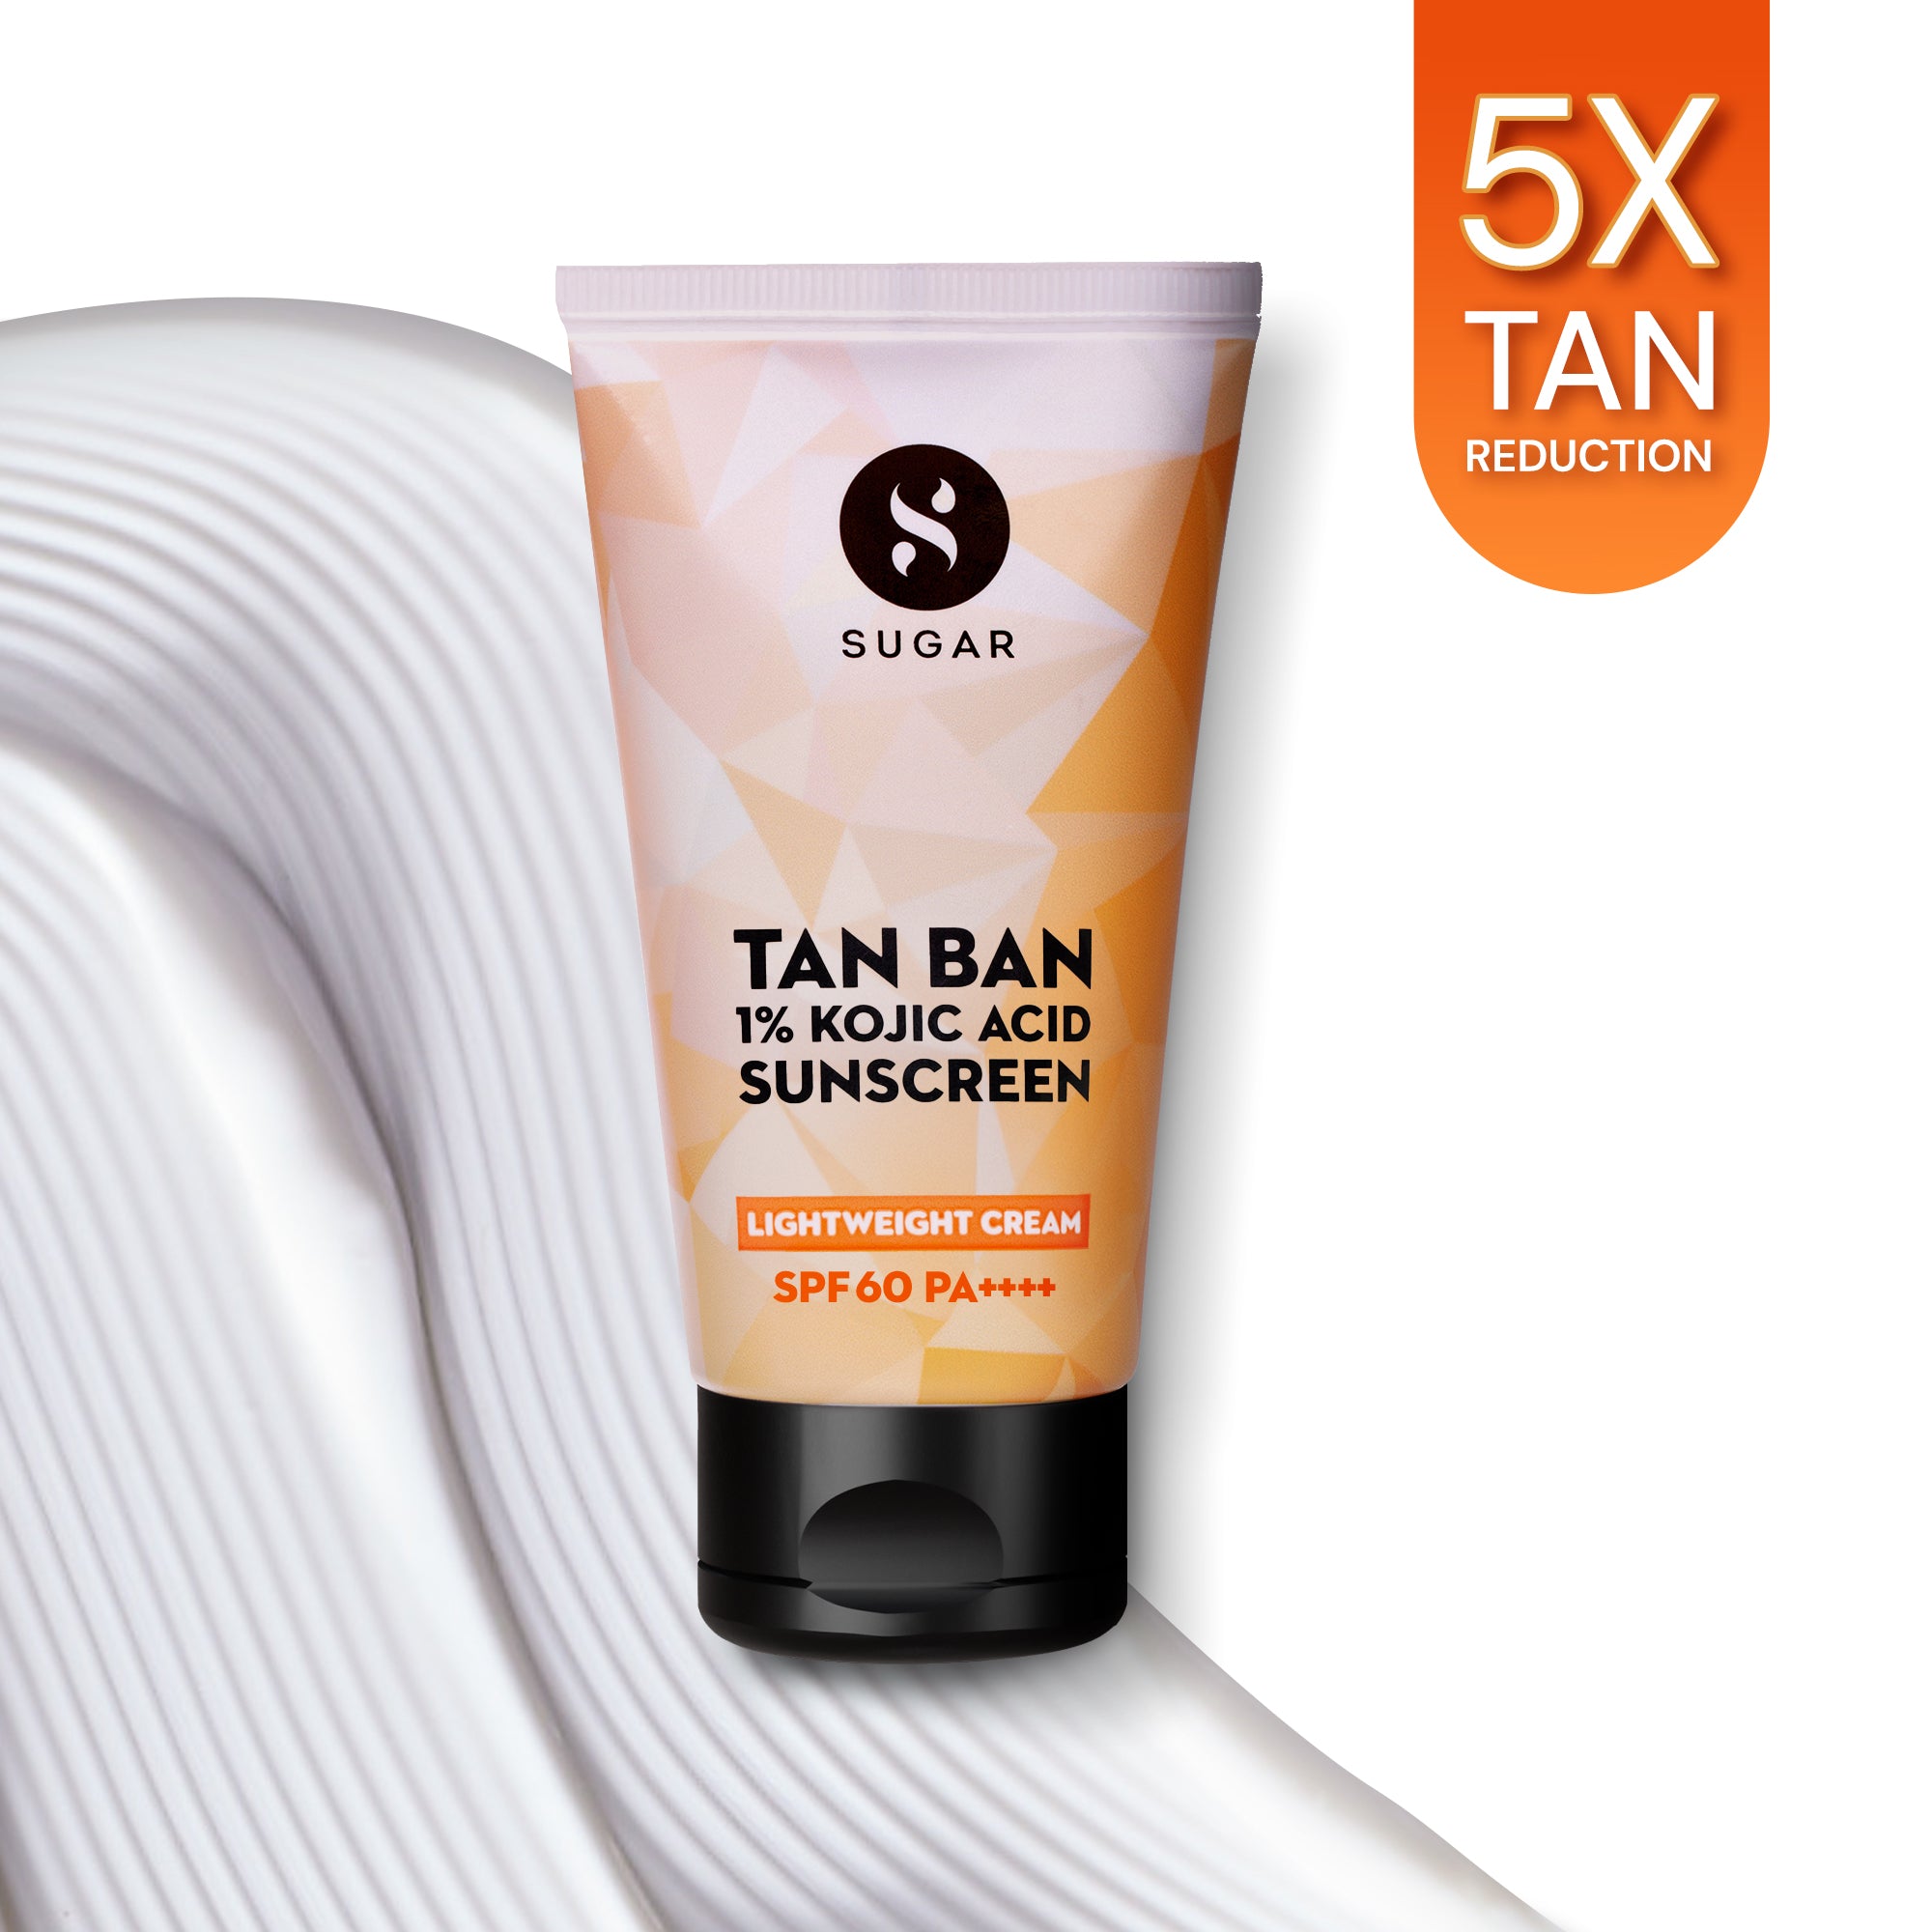 5X
TAN
REDUCTION
SUGAR
TAN BAN
1% KOJIC ACID
SUNSCREEN
LIGHTWEIGHT CREAM
SPF 60 PA++++